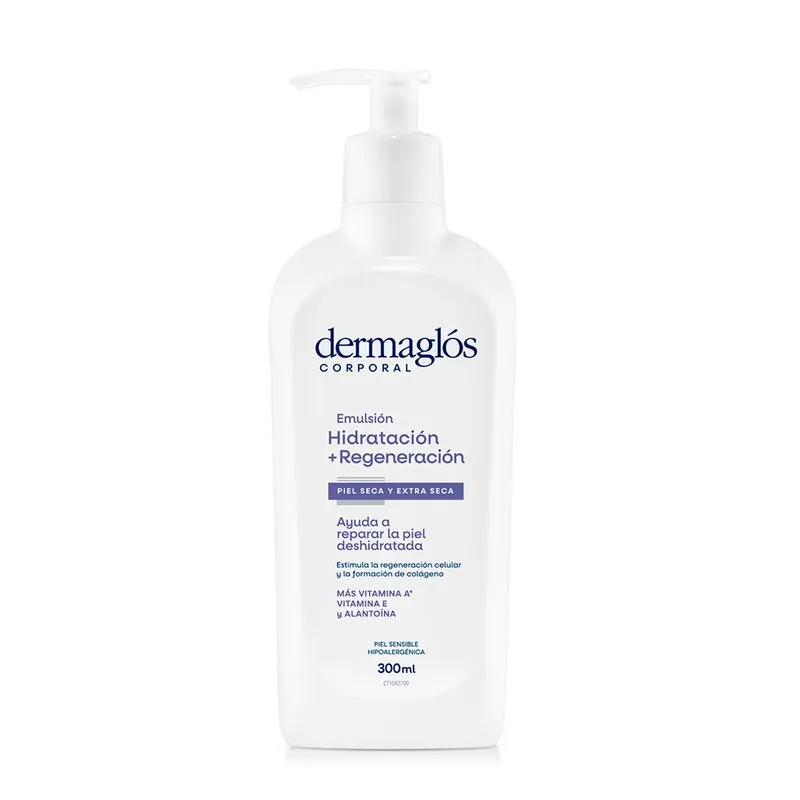 dermaglós
CORPORAL
Emulsión
Hidratación
+Regeneración
PIEL SECA Y EXTRA SECA
Ayuda a
reparar la piel
deshidratada
Estimula la regeneración celular
y la formación de colágeno
MÁS VITAMINA A*
VITAMINA E
y ALANTOÍNA
PIEL SENSIBLE
HIPOALERGÉNICA
300ml
ET1082700